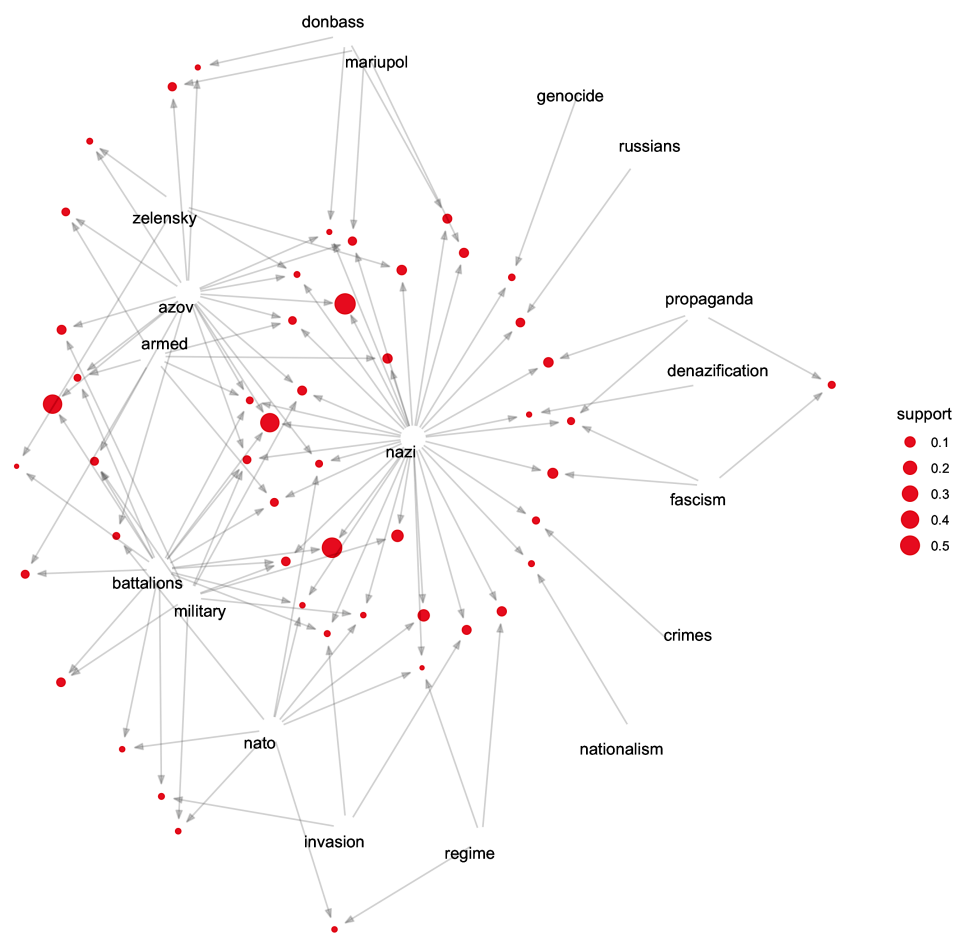 donbass
mariupol
genocide
russians
zelensky
propaganda
azov
armed
denazification
support
0.1
nazi
0.2
0.3
fascism
0.4
0.5
battalions
military
crimes
nato
nationalism
invasion
regime